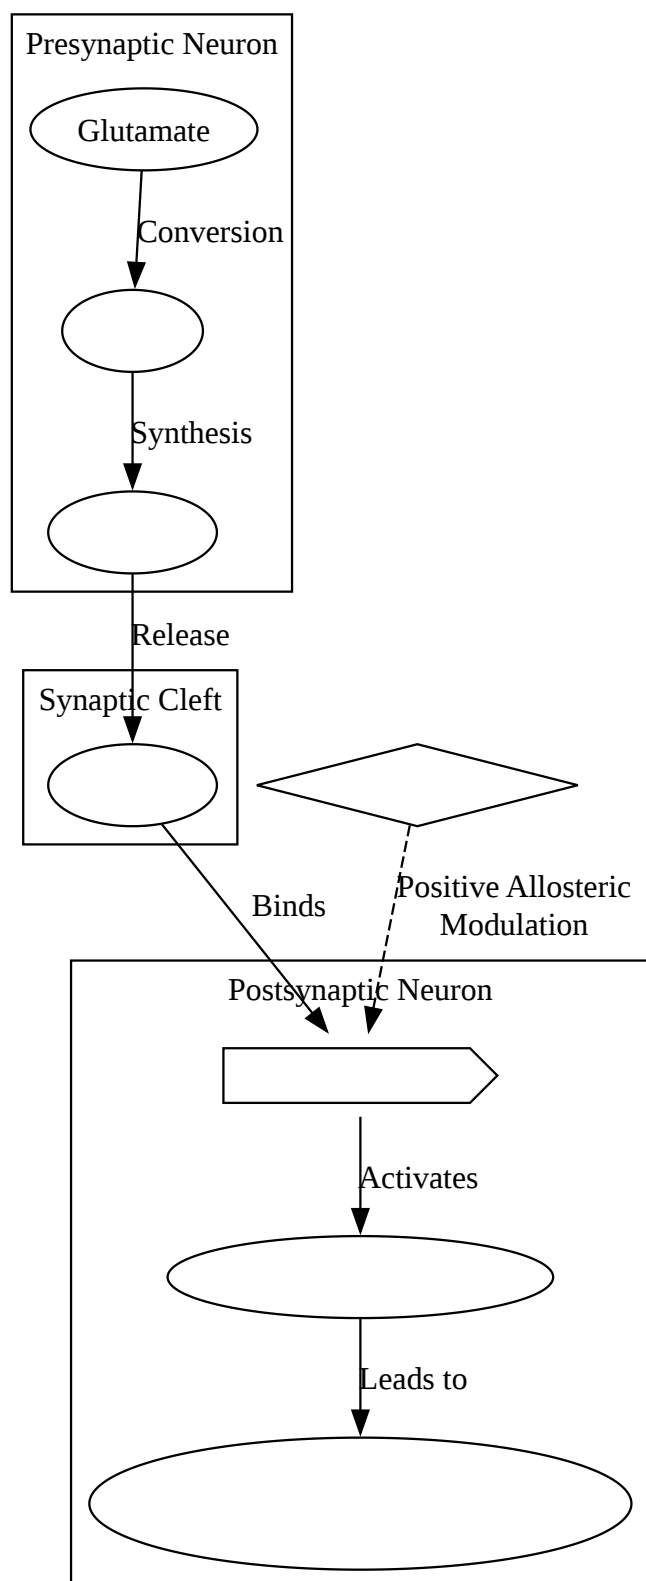 Presynaptic Neuron
Glutamate
Conversion
Synthesis
Release
Synaptic Cleft
Binds
Positive Allosteric
Modulation
Postsynaptic Neuron
Activates
Leads to